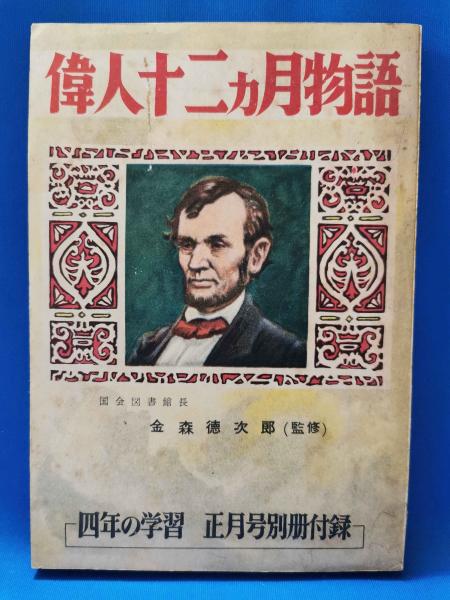 偉人十二ヵ月物語
国会図書館長
金森徳次郎(監修)
四年の学習 正月号別冊付録